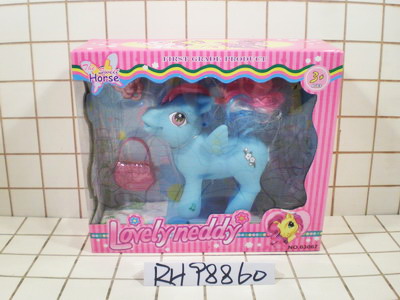 FIRST GRADE PRODUCT
Horse
3+
Lovely neddy
RH98860